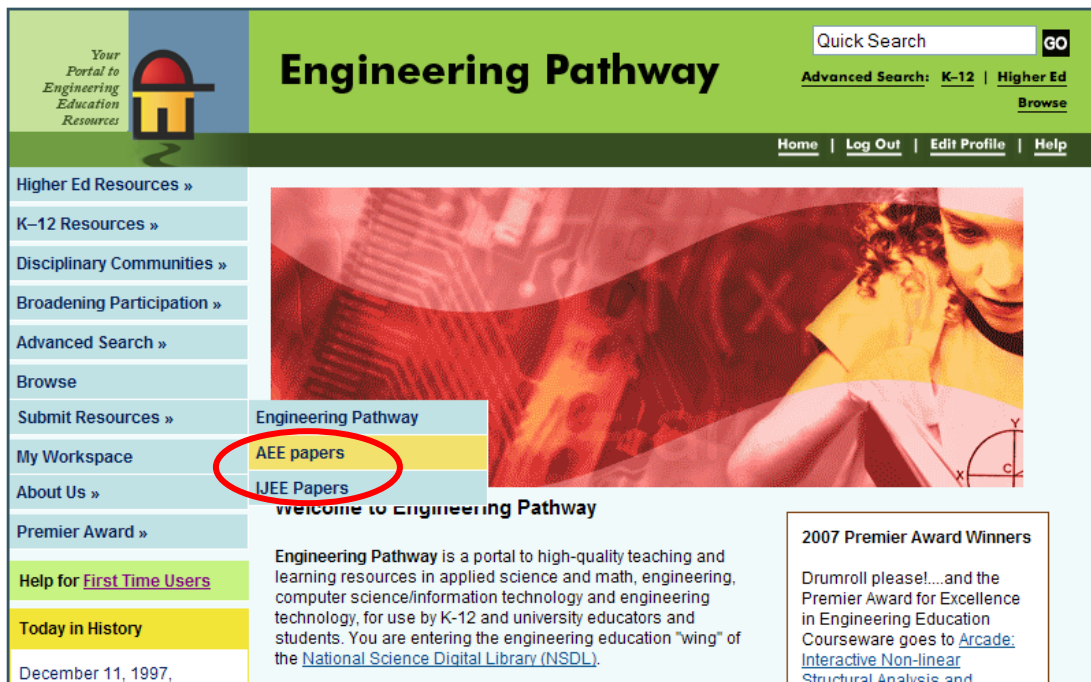 Your
Portal to
Engineering
Education
Resources
Engineering Pathway
Quick Search
GO
Advanced Search: K–12 | Higher Ed
Browse
Home | Log Out | Edit Profile | Help
Higher Ed Resources »
K–12 Resources »
Disciplinary Communities »
Broadening Participation »
Advanced Search »
Browse
Submit Resources »
My Workspace
About Us »
Premier Award »
Engineering Pathway
AEE papers
IJEE Papers
Y
X
C
Help for First Time Users
Today in History
December 11, 1997,
Welcome to Engineering Pathway
Engineering Pathway is a portal to high-quality teaching and
learning resources in applied science and math, engineering,
computer science/information technology and engineering
technology, for use by K-12 and university educators and
students. You are entering the engineering education "wing" of
the National Science Digital Library (NSDL).
2007 Premier Award Winners
Drumroll please!....and the
Premier Award for Excellence
in Engineering Education
Courseware goes to Arcade:
Interactive Non-linear
Structural Analysis and